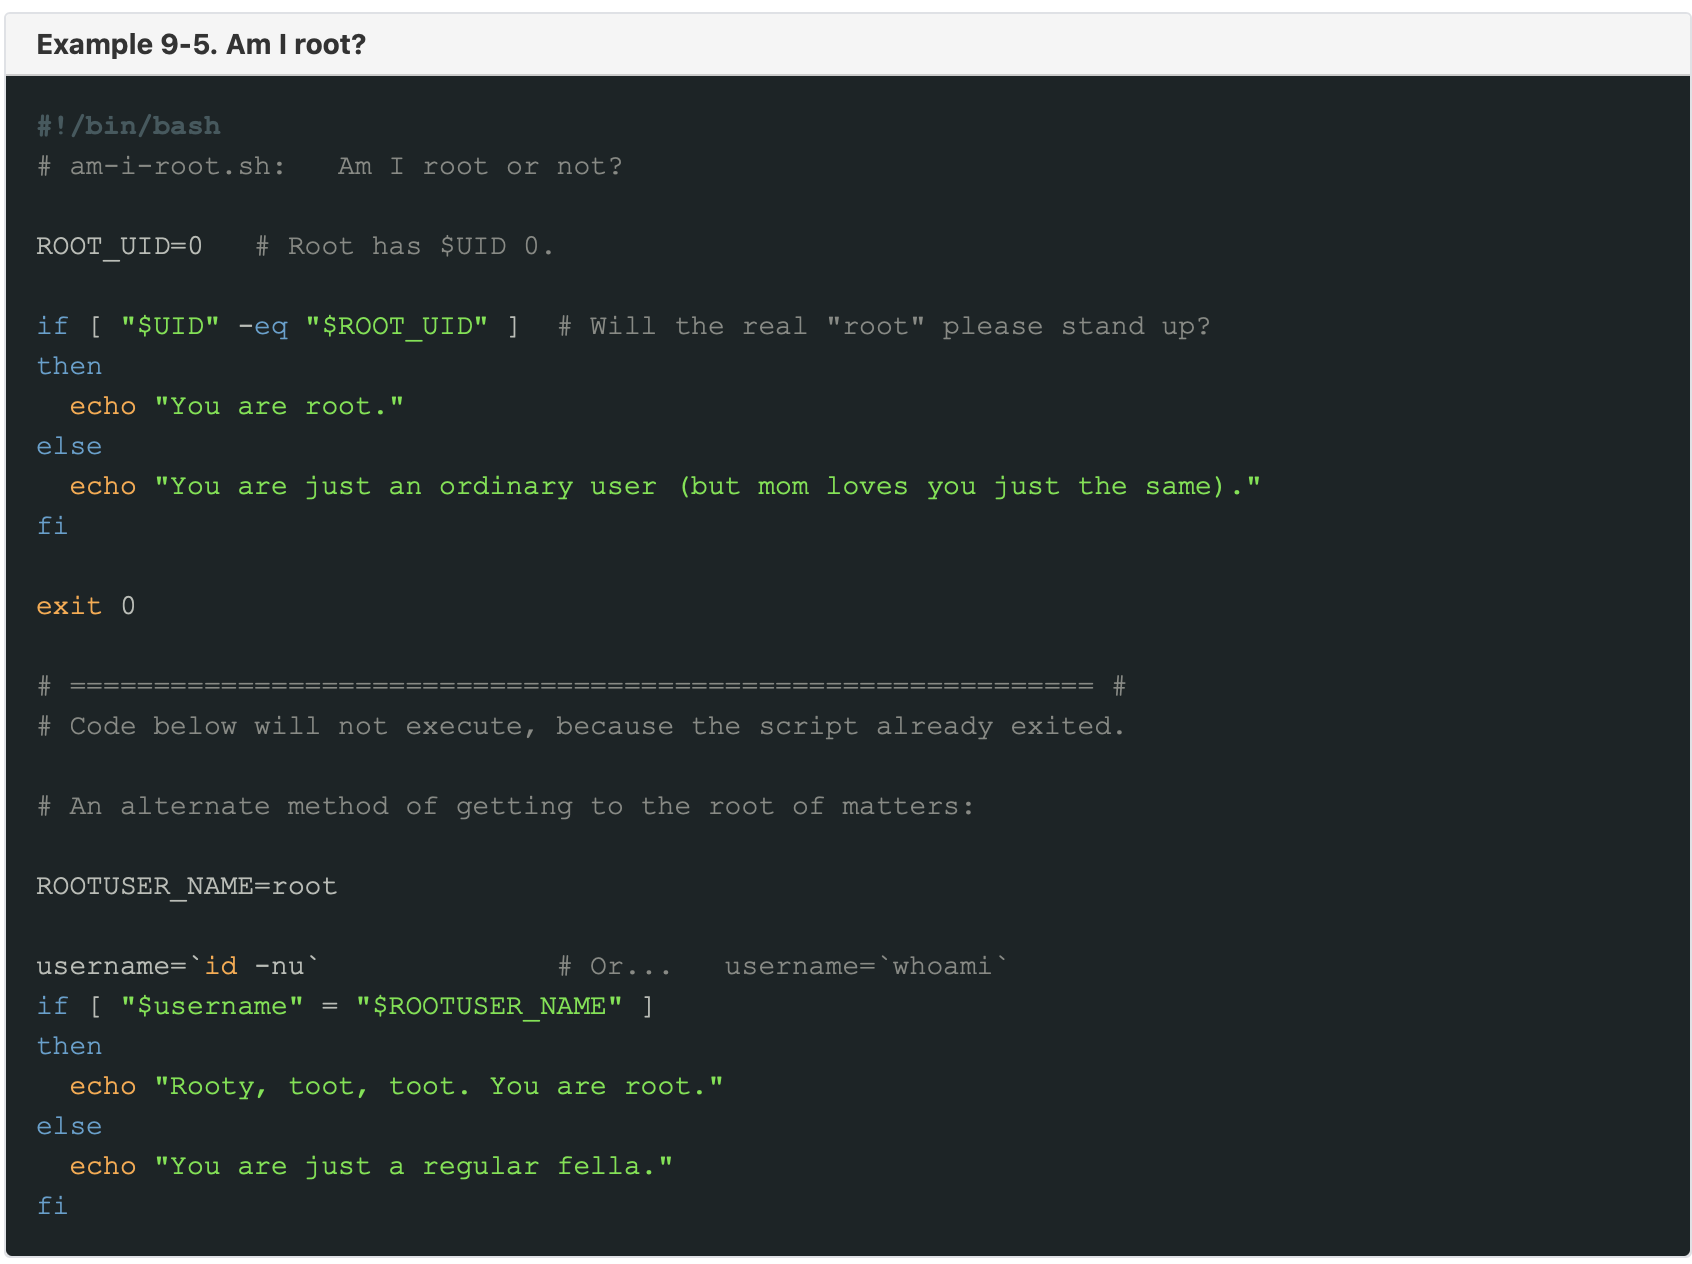 Example 9-5. Am I root?
#!/bin/bash
# am-i-root.sh:   Am I root or not?
ROOT_UID=0   # Root has $UID 0.
if [ "$UID" -eq "$ROOT_UID" ]  # Will the real "root" please stand up?
then
  echo "You are root."
else
  echo "You are just an ordinary user (but mom loves you just the same)."
fi
exit 0
# ============================================================= #
# Code below will not execute, because the script already exited.
# An alternate method of getting to the root of matters:
ROOTUSER_NAME=root
username=`id -nu`              # Or...   username=`whoami`
if [ "$username" = "$ROOTUSER_NAME" ]
then
  echo "Rooty, toot, toot. You are root."
else
  echo "You are just a regular fella."
fi